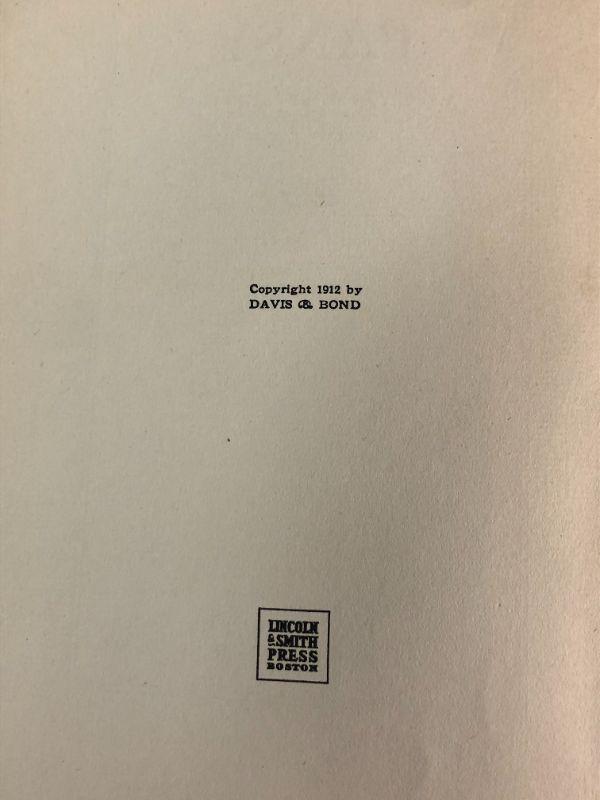 Copyright 1912 by
DAVIS & BOND
LINCOLN
& SMITH
PRESS
BOSTON